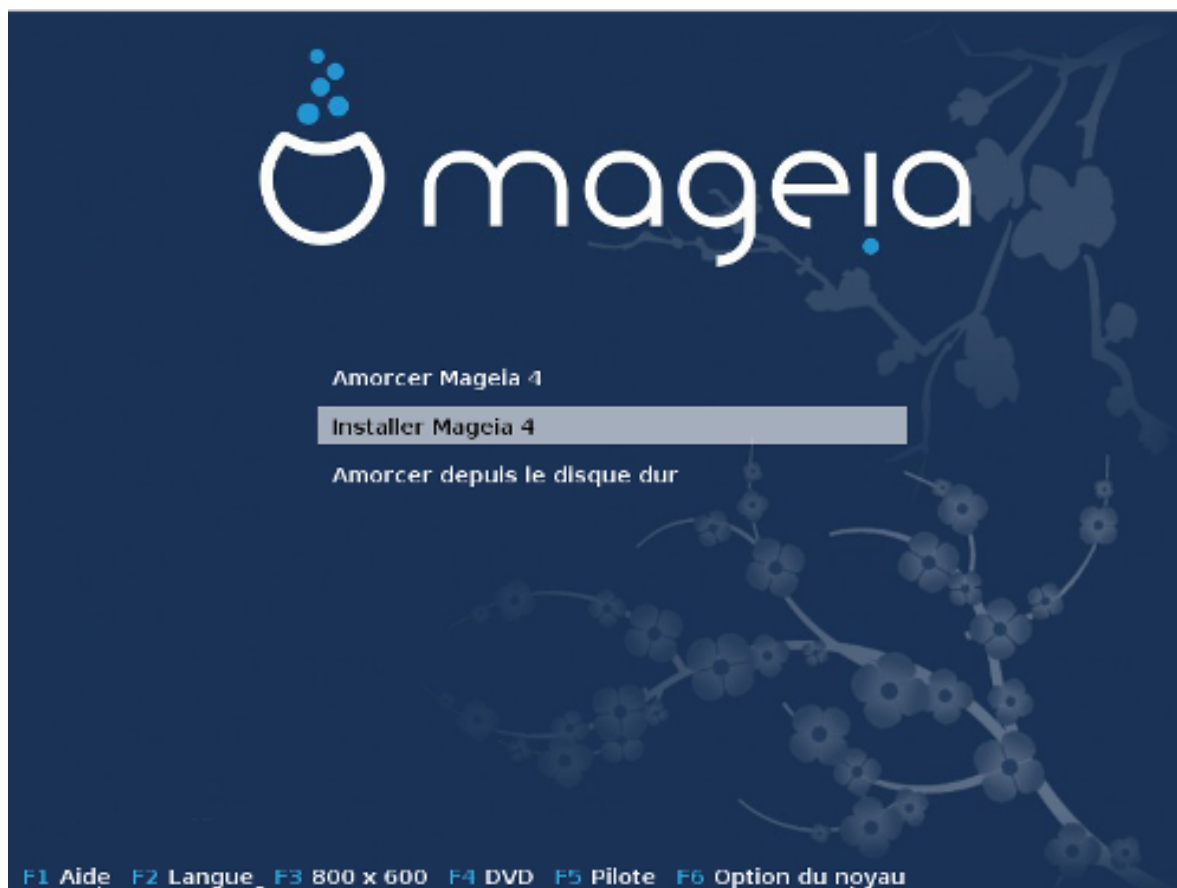 mageia
Amorcer Mageia 4
Installer Mageia 4
Amorcer depuis le disque dur
F1 Aide F2 Langue F3 800 x 600 F4 DVD F5 Pilote F6 Option du noyau